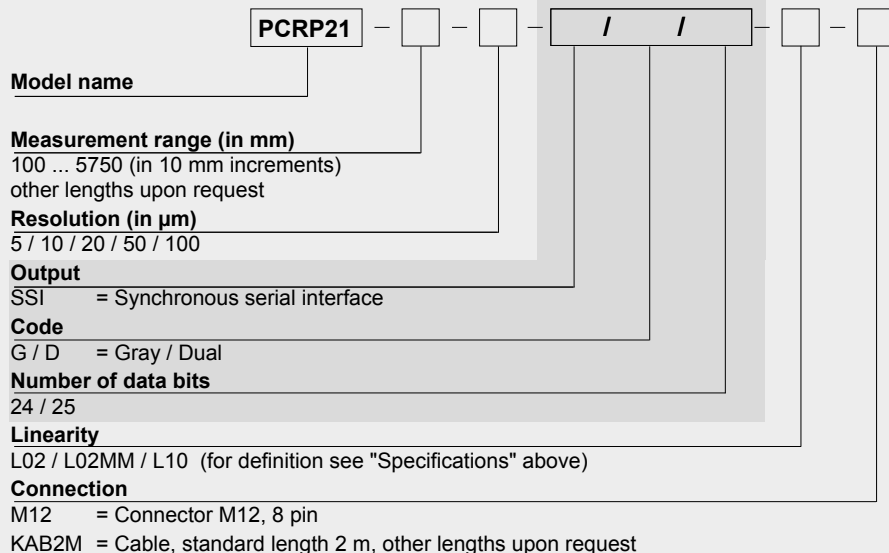 PCRP21 – – – / / – –
Model name
Measurement range (in mm)
100 ... 5750 (in 10 mm increments)
other lengths upon request
Resolution (in µm)
5 / 10 / 20 / 50 / 100
Output
SSI = Synchronous serial interface
Code
G / D = Gray / Dual
Number of data bits
24 / 25
Linearity
L02 / L02MM / L10 (for definition see "Specifications" above)
Connection
M12 = Connector M12, 8 pin
KAB2M = Cable, standard length 2 m, other lengths upon request